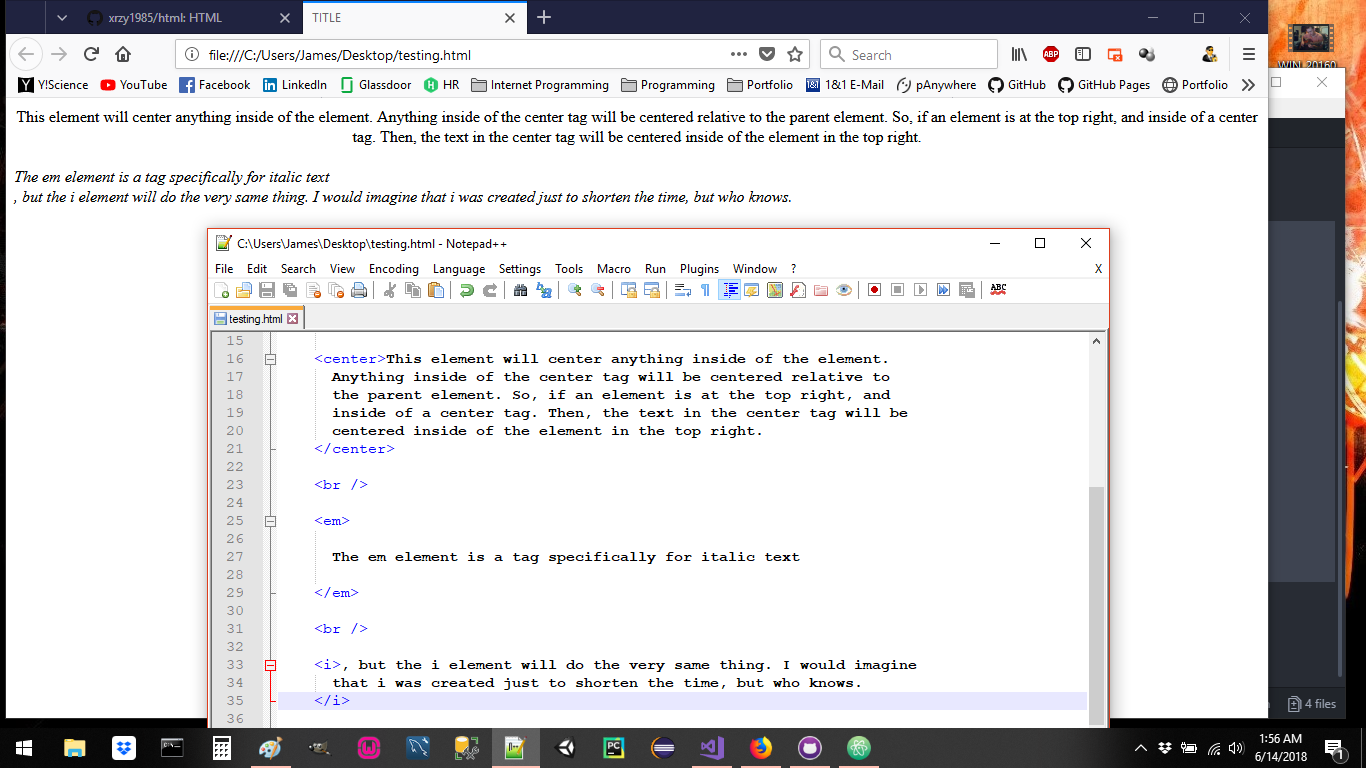 xrzy1985/html: HTML
TITLE
file:///C:/Users/James/Desktop/testing.html
Search
ABP
WIN_20160
Y!Science YouTube Facebook LinkedIn Glassdoor HR Internet Programming Programming Portfolio 1&1 E-Mail pAnywhere GitHub GitHub Pages Portfolio
This element will center anything inside of the element. Anything inside of the center tag will be centered relative to the parent element. So, if an element is at the top right, and inside of a center
tag. Then, the text in the center tag will be centered inside of the element in the top right.
The em element is a tag specifically for italic text
, but the i element will do the very same thing. I would imagine that i was created just to shorten the time, but who knows.
C:\Users\James\Desktop\testing.html - Notepad++
File Edit Search View Encoding Language Settings Tools Macro Run Plugins Window ? X
ABC
testing.html
15
16 <center>This element will center anything inside of the element.
17 Anything inside of the center tag will be centered relative to
18 the parent element. So, if an element is at the top right, and
19 inside of a center tag. Then, the text in the center tag will be
20 centered inside of the element in the top right.
21 </center>
22
23 <br />
24
25 <em>
26
27 The em element is a tag specifically for italic text
28
29 </em>
30
31 <br />
32
33 <i>, but the i element will do the very same thing. I would imagine
34 that i was created just to shorten the time, but who knows.
35 </i>
36
4 files
PC
1:56 AM
6/14/2018
1